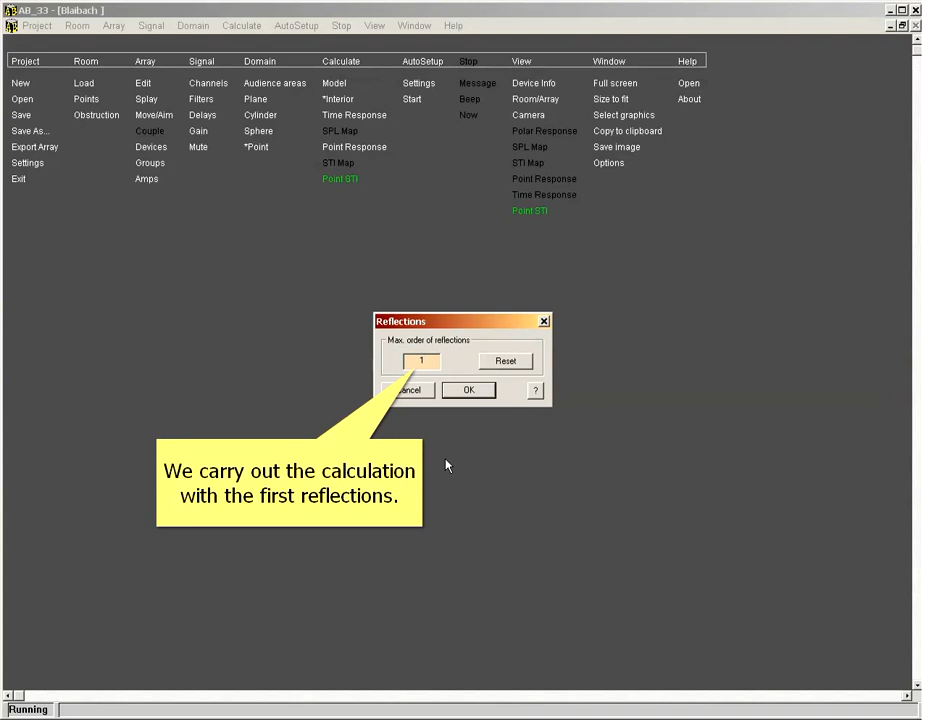 AB_33 - [Blaibach ]
Project Room Array Signal Domain Calculate AutoSetup Stop View Window Help
Project Room Array Signal Domain Calculate AutoSetup Stop View Window Help
New Load Edit Channels Audience areas Model Settings Message Device Info Full screen Open
Open Points Splay Filters Plane *Interior Start Beep Room/Array Size to fit About
Save Obstruction Move/Aim Delays Cylinder Time Response Now Camera Select graphics
Save As... Couple Gain Sphere SPL Map Polar Response Copy to clipboard
Export Array Devices Mute *Point Point Response SPL Map Save image
Settings Groups STI Map STI Map Options
Exit Amps Point STI Point Response
Time Response
Point STI
Reflections
Max. order of reflections
1 Reset
ancel OK ?
We carry out the calculation
with the first reflections.
Running